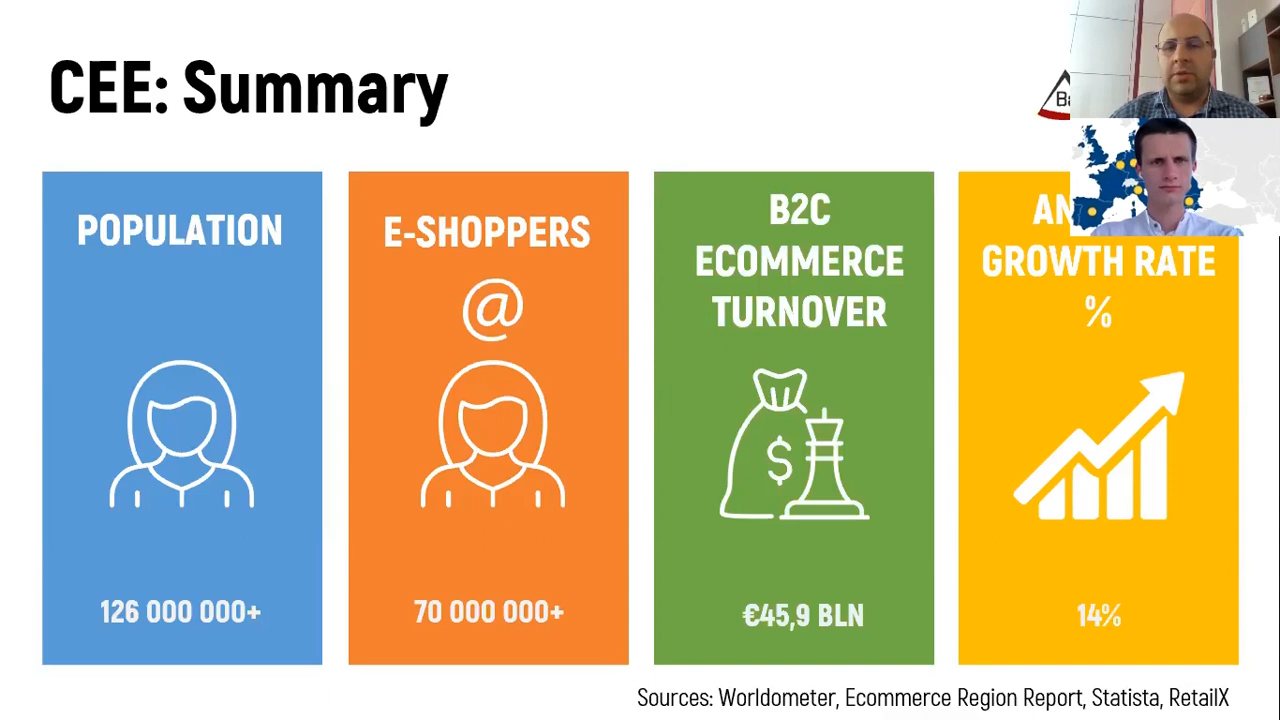 CEE: Summary
POPULATION
126 000 000+
E-SHOPPERS
@
70 000 000+
B2C
ECOMMERCE
TURNOVER
$
€45,9 BLN
GROWTH RATE
%
14%
Sources: Worldometer, Ecommerce Region Report, Statista, RetailX